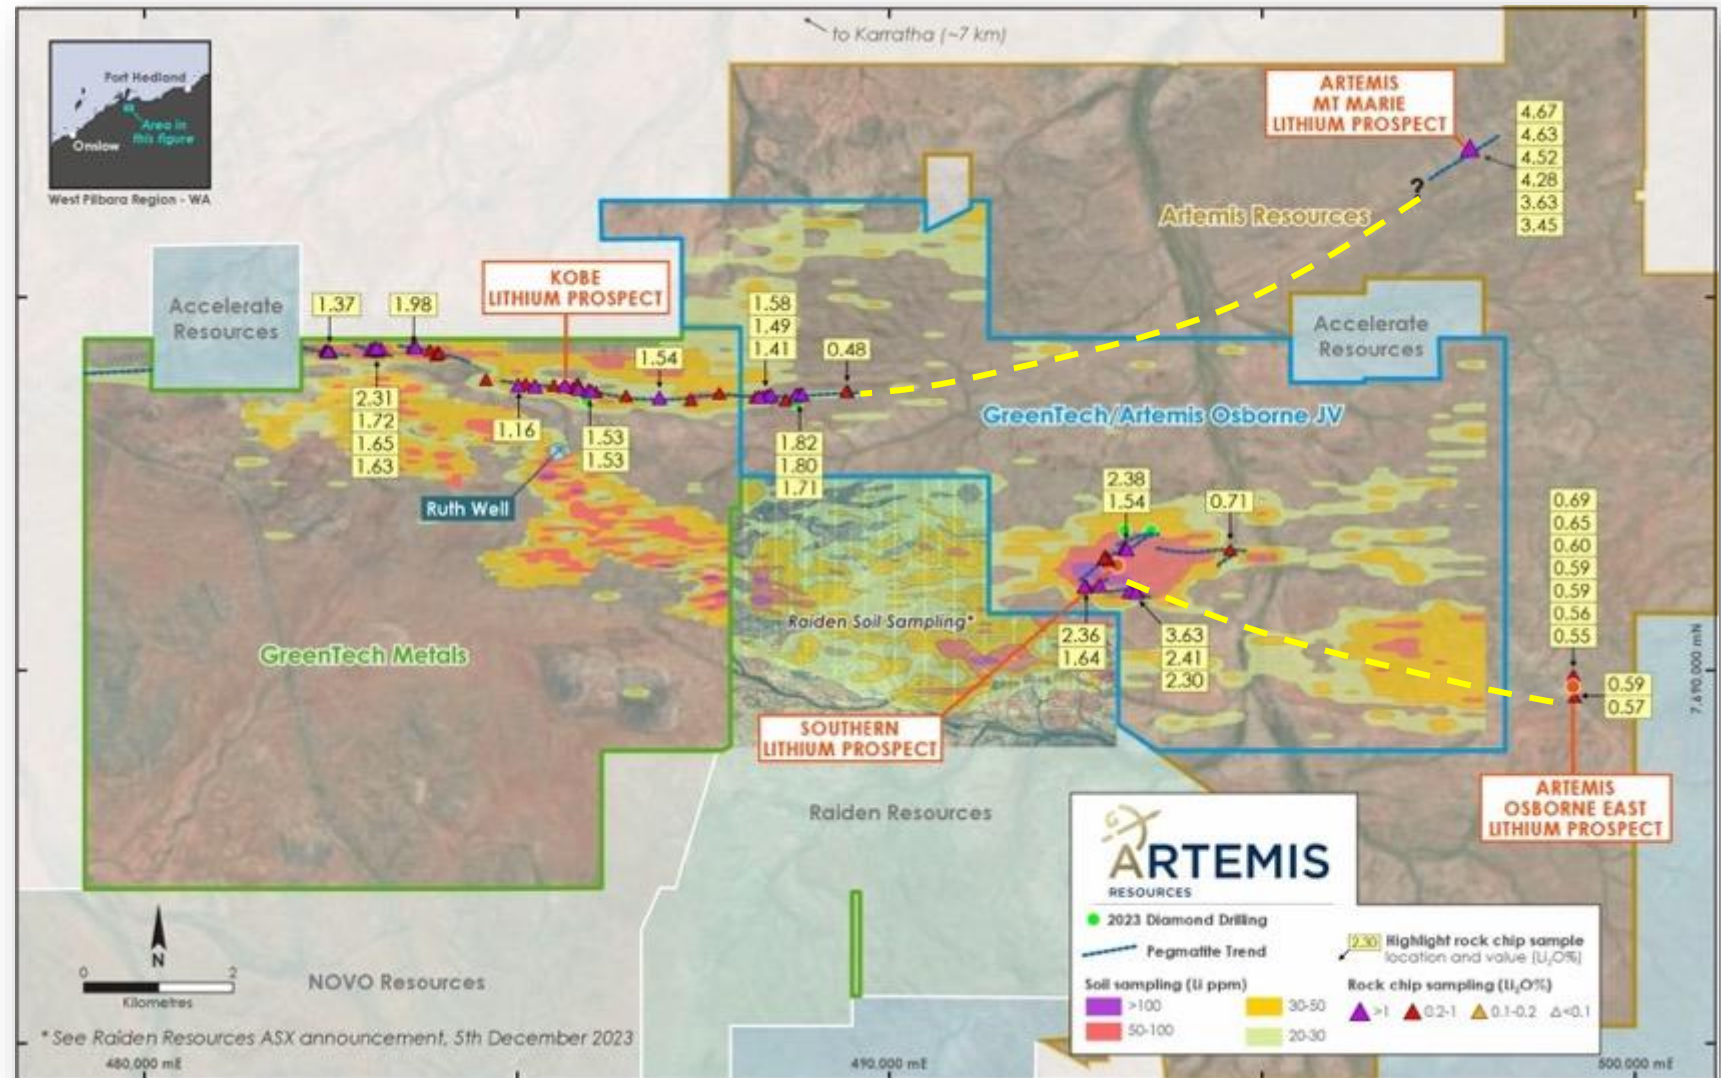 to Karratha (~7 km)
Port Hedland
Area in
this figure
Onslow
West Pilbara Region - WA
ARTEMIS
MT MARIE
LITHIUM PROSPECT
4.67
4.63
4.52
4.28
3.63
3.45
?
Artemis Resources
Accelerate
Resources
KOBE
LITHIUM PROSPECT
1.37
1.98
1.58
1.49
1.41
1.54
0.48
Accelerate
Resources
GreenTech/Artemis Osborne JV
2.31
1.72
1.65
1.63
1.16
1.53
1.53
1.82
1.80
1.71
Ruth Well
2.38
1.54
0.71
0.69
0.65
0.60
0.59
0.59
0.56
0.55
Raiden Soil Sampling*
GreenTech Metals
2.36
1.64
3.63
2.41
2.30
0.59
0.57
7,690,000 mN
SOUTHERN
LITHIUM PROSPECT
ARTEMIS
OSBORNE EAST
LITHIUM PROSPECT
Raiden Resources
ARTEMIS
RESOURCES
2023 Diamond Drilling
Pegmatite Trend
2.30 Highlight rock chip sample
location and value (Li₂O%)
Soil sampling (Li ppm)
>100
30-50
50-100
20-30
Rock chip sampling (Li₂O%)
>1
0.2-1
0.1-0.2
<0.1
N
0
2
Kilometres
NOVO Resources
* See Raiden Resources ASX announcement, 5th December 2023
480,000 mE
490,000 mE
500,000 mE